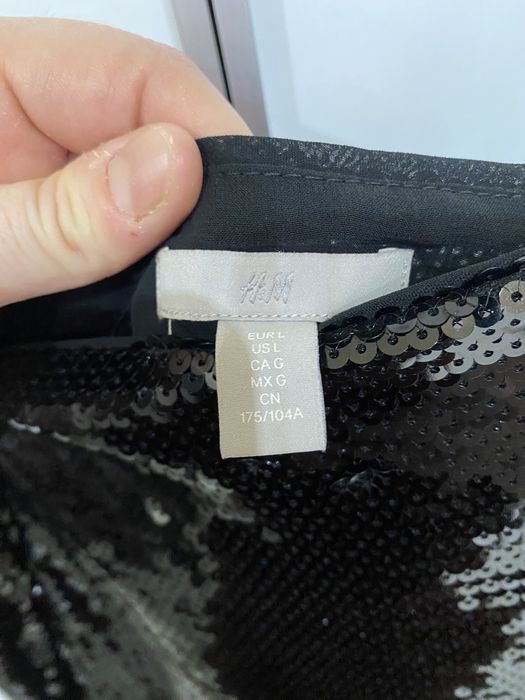 H&M
EUR L
US L
CA G
MX G
CN
175/104A